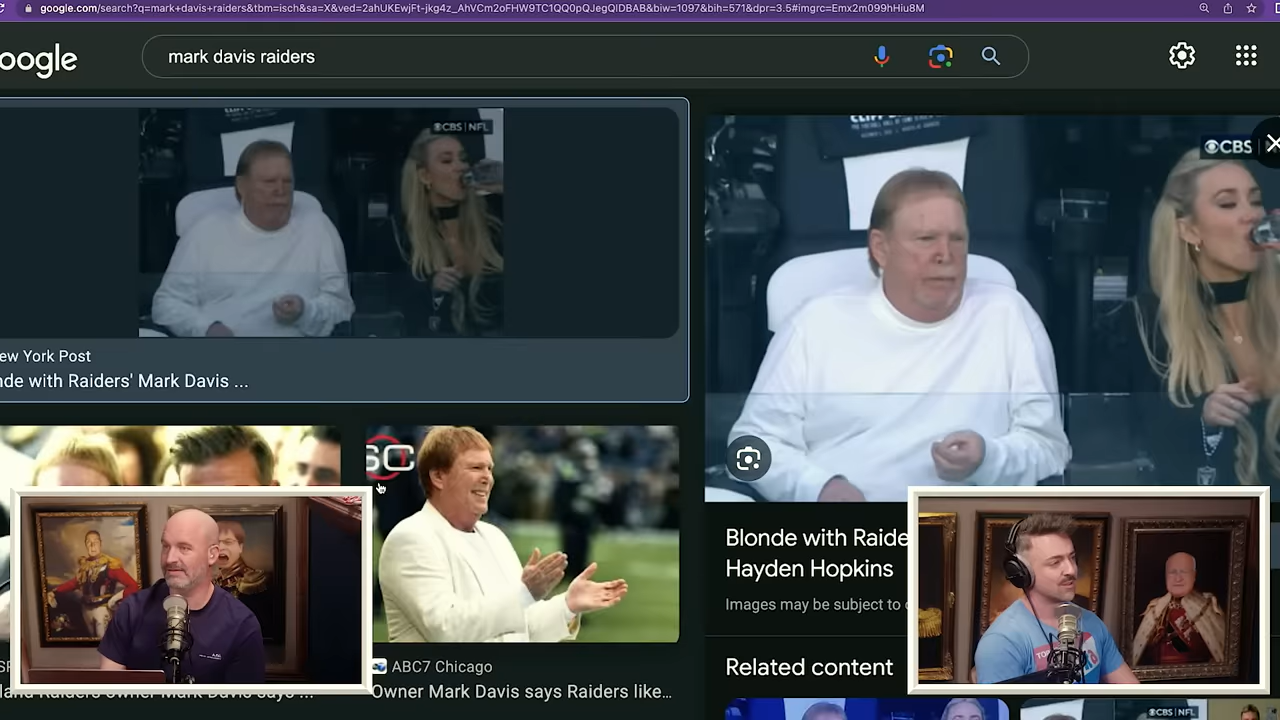 google.com/search?q=mark+davis+raiders&tbm=isch&sa=X&ved=2ahUKEwjFt-jkg4z_AhVCm2oFHW9TC1QQ0pQJegQIDBAB&biw=1097&bih=571&dpr=3.5#imgrc=Emx2m099hHiu8M
oogle
mark davis raiders
CBS | NFL
CBS
ew York Post
nde with Raiders' Mark Davis ...
SC
Blonde with Raide
Hayden Hopkins
Images may be subject to
ABC7 Chicago
Owner Mark Davis says Raiders like...
Related content
CBS | NFL